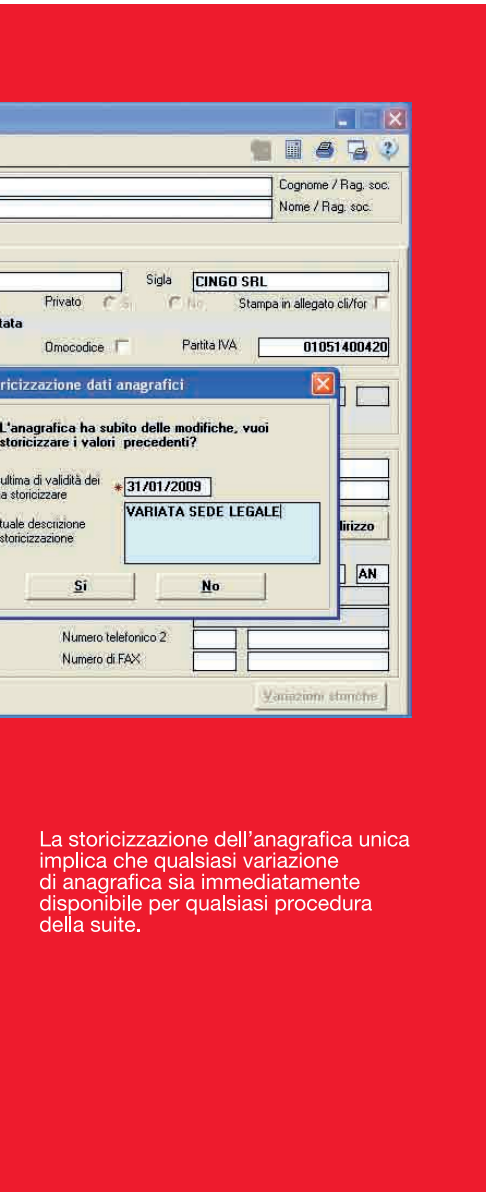 Cognome / Rag. soc.
Nome / Rag. soc.
Sigla CINGO SRL
Privato Si No Stampa in allegato cli/for
tata
Omocodice Partita IVA 01051400420
ricizzazione dati anagrafici
L'anagrafica ha subito delle modifiche, vuoi
storicizzare i valori precedenti?
ultima di validità dei
a storicizzare
* 31/01/2009
tuale descrizione
storicizzazione
VARIATA SEDE LEGALE
dirizzo
Sì No
AN
Numero telefonico 2
Numero di FAX
Variazioni storiche
La storicizzazione dell'anagrafica unica
implica che qualsiasi variazione
di anagrafica sia immediatamente
disponibile per qualsiasi procedura
della suite.